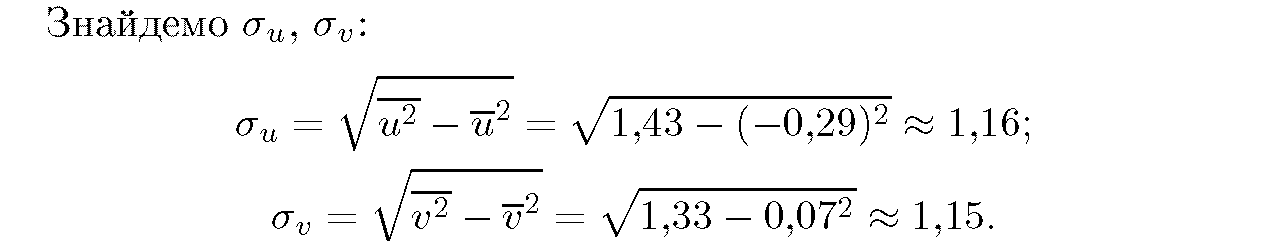 Знайдемо σ_u, σ_v:
σ_u = √(\overline{u^2} − \overline{u}^2) = √(1,43 − (−0,29)^2) ≈ 1,16;
σ_v = √(\overline{v^2} − \overline{v}^2) = √(1,33 − 0,07^2) ≈ 1,15.